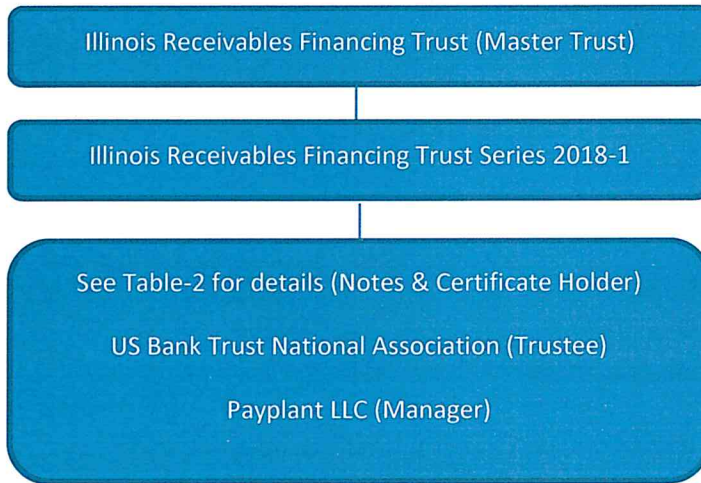 Illinois Receivables Financing Trust (Master Trust)
Illinois Receivables Financing Trust Series 2018-1
See Table-2 for details (Notes & Certificate Holder)
US Bank Trust National Association (Trustee)
Payplant LLC (Manager)